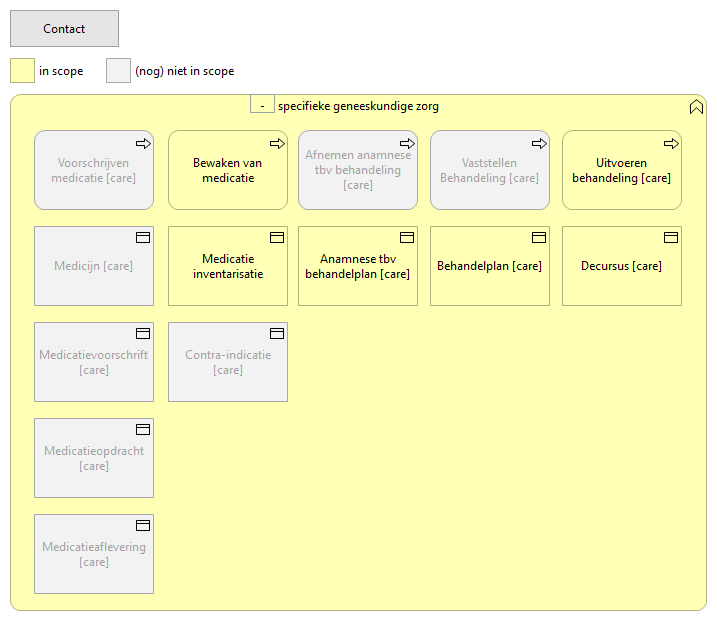 Contact
in scope
(nog) niet in scope
- specifieke geneeskundige zorg
Voorschrijven
medicatie [care]
Bewaken van
medicatie
Afnemen anamnese
tbv behandeling
[care]
Vaststellen
Behandeling [care]
Uitvoeren
behandeling [care]
Medicijn [care]
Medicatie
inventarisatie
Anamnese tbv
behandelplan [care]
Behandelplan [care]
Decursus [care]
Medicatievoorschrift
[care]
Contra-indicatie
[care]
Medicatieopdracht
[care]
Medicatieaflevering
[care]